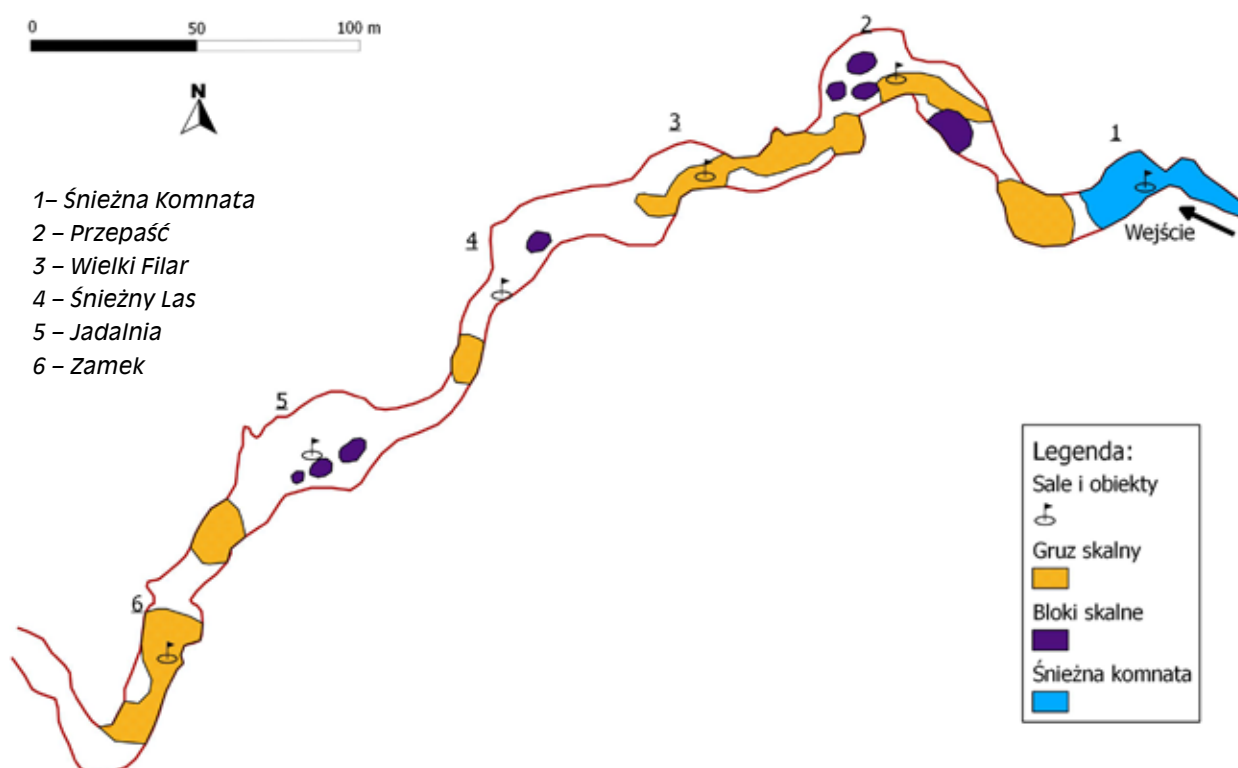 0 50 100 m
N
1– Śnieżna Komnata
2 – Przepaść
3 – Wielki Filar
4 – Śnieżny Las
5 – Jadalnia
6 – Zamek
2
3
1
4
5
6
Wejście
Legenda:
Sale i obiekty
Gruz skalny
Bloki skalne
Śnieżna komnata